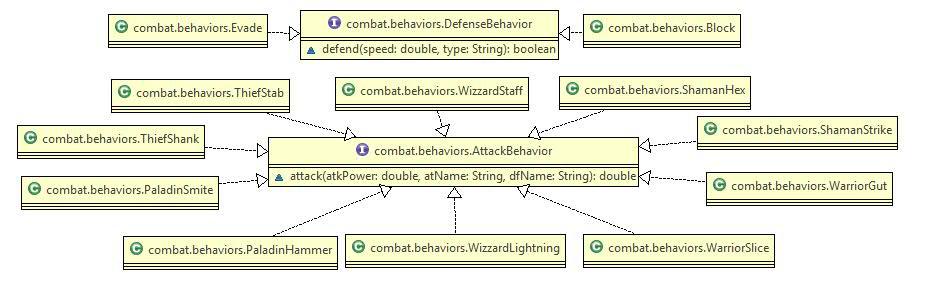 combat.behaviors.Evade
I combat.behaviors.DefenseBehavior
defend(speed: double, type: String): boolean
combat.behaviors.Block
combat.behaviors.ThiefStab
combat.behaviors.WizzardStaff
combat.behaviors.ShamanHex
combat.behaviors.ThiefShank
I combat.behaviors.AttackBehavior
attack(atkPower: double, atName: String, dfName: String): double
combat.behaviors.ShamanStrike
combat.behaviors.PaladinSmite
combat.behaviors.WarriorGut
combat.behaviors.PaladinHammer
combat.behaviors.WizzardLightning
combat.behaviors.WarriorSlice